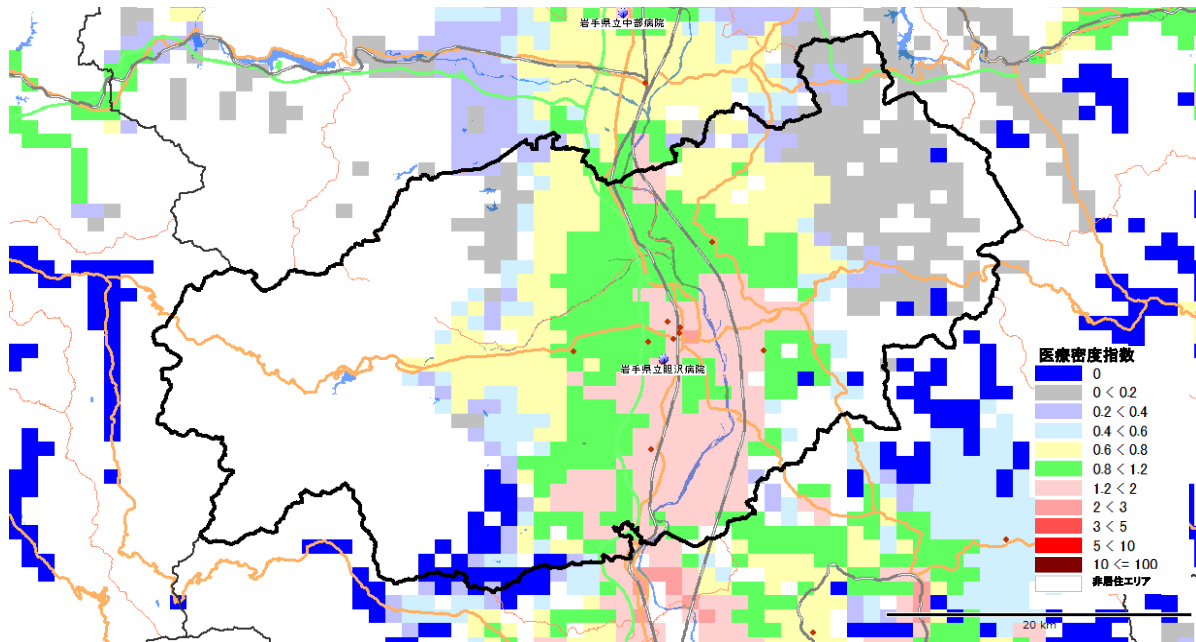 岩手県立中部病院
岩手県立胆沢病院
医療密度指数
0
0 < 0.2
0.2 < 0.4
0.4 < 0.6
0.6 < 0.8
0.8 < 1.2
1.2 < 2
2 < 3
3 < 5
5 < 10
10 <= 100
非居住エリア
20 km